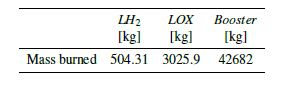 LH2 LOX Booster
[kg] [kg] [kg]
Mass burned 504.31 3025.9 42682